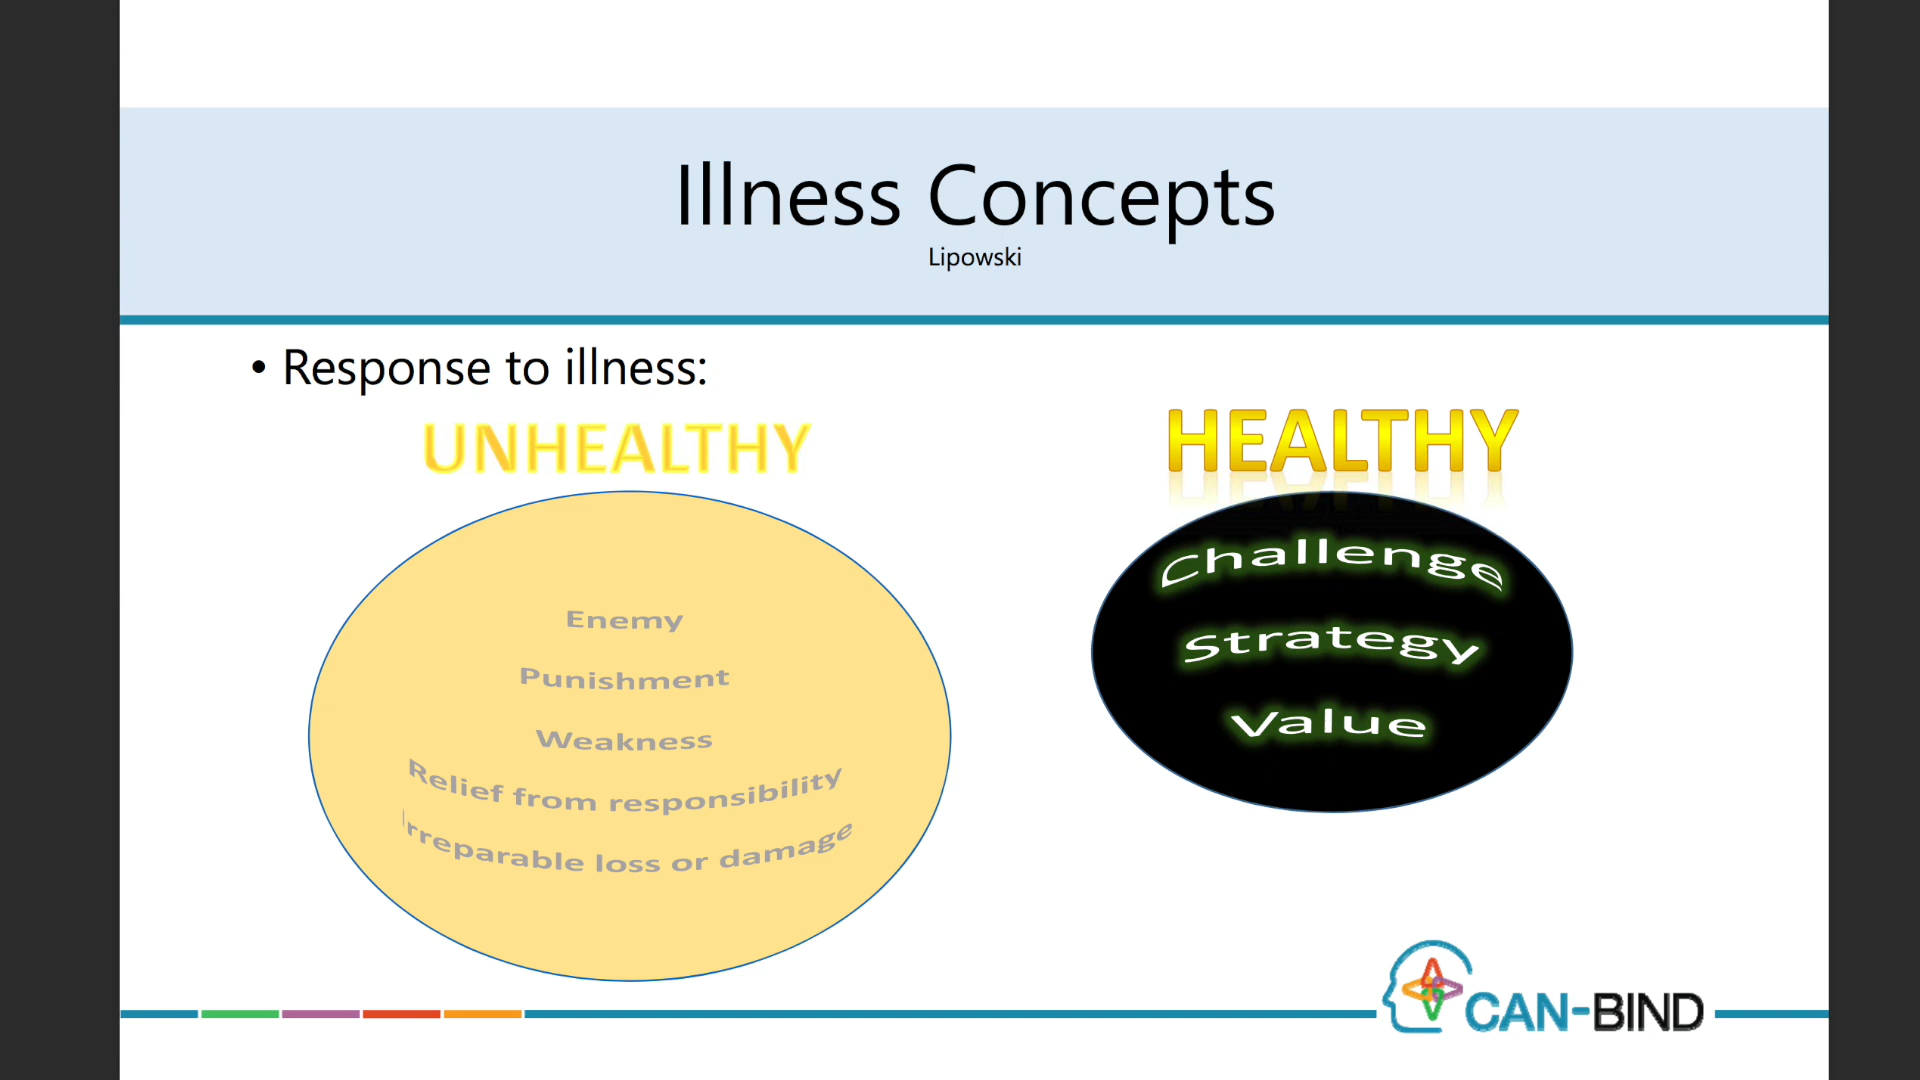 Illness Concepts
Lipowski
• Response to illness:
UNHEALTHY
Enemy
Punishment
Weakness
Relief from responsibility
Irreparable loss or damage
HEALTHY
Challenge
Strategy
Value
CAN-BIND